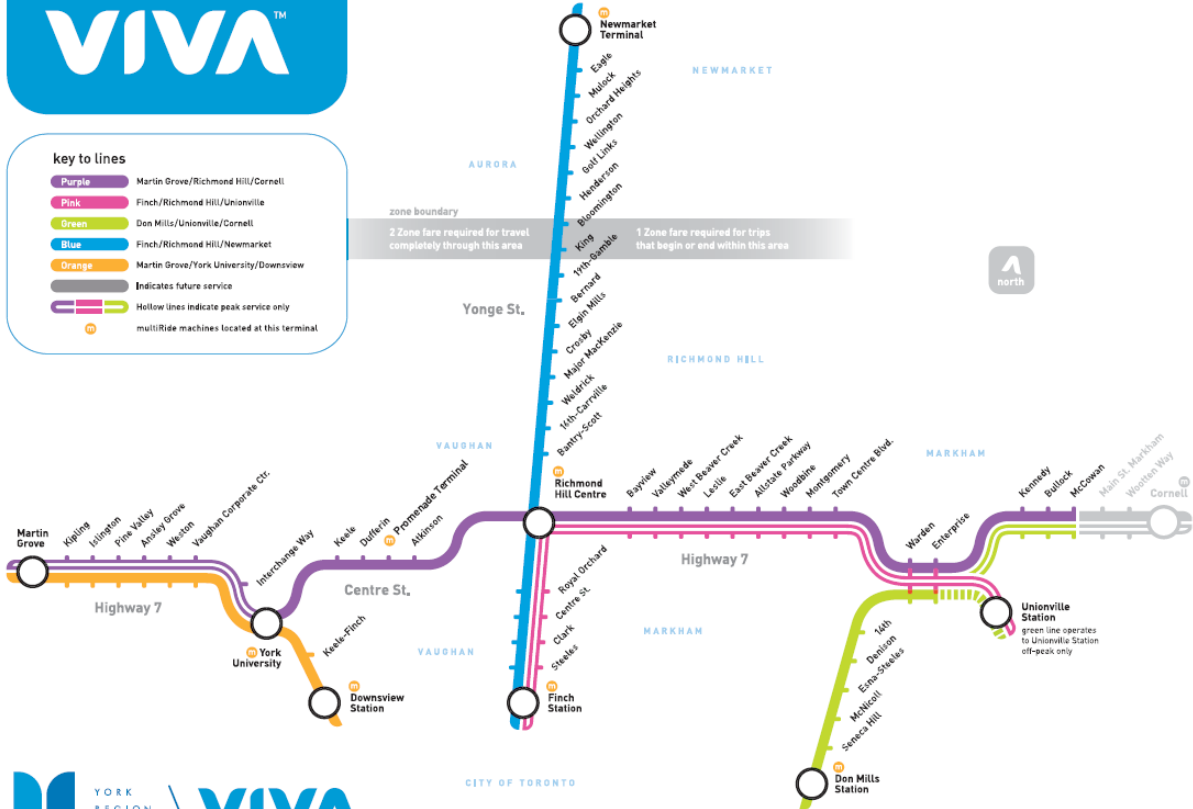 VIVA™
key to lines
Purple Martin Grove/Richmond Hill/Cornell
Pink Finch/Richmond Hill/Unionville
Green Don Mills/Unionville/Cornell
Blue Finch/Richmond Hill/Newmarket
Orange Martin Grove/York University/Downsview
Indicates future service
Hollow lines indicate peak service only
m multiRide machines located at this terminal
m Newmarket
Terminal
Eagle
Mulock
Orchard Heights
Wellington
Golf Links
Henderson
Bloomington
King
19th-Gamble
Bernard
Elgin Mills
Crosby
Major MacKenzie
Weldrick
16th-Carrville
Bantry-Scott
NEWMARKET
AURORA
zone boundary
2 Zone fare required for travel
completely through this area
1 Zone fare required for trips
that begin or end within this area
north
Yonge St.
RICHMOND HILL
VAUGHAN
MARKHAM
m
Richmond
Hill Centre
Martin
Grove
Kipling
Islington
Pine Valley
Ansley Grove
Weston
Vaughan Corporate Ctr.
Interchange Way
Keele
Dufferin
m Promenade Terminal
Atkinson
Bayview
Valleymede
West Beaver Creek
Leslie
East Beaver Creek
Allstate Parkway
Woodbine
Montgomery
Town Centre Blvd.
Warden
Enterprise
Kennedy
Bullock
McCowan
Main St. Markham
Wootten Way
m
Cornell
Highway 7
Centre St.
Highway 7
m York
University
Keele-Finch
m
Downsview
Station
Royal Orchard
Centre St.
Clark
Steeles
VAUGHAN
MARKHAM
m
Finch
Station
Unionville
Station
green line operates
to Unionville Station
off-peak only
14th
Denison
Esna-Steeles
McNicoll
Seneca Hill
m
Don Mills
Station
CITY OF TORONTO
YORK
REGION
VIVA